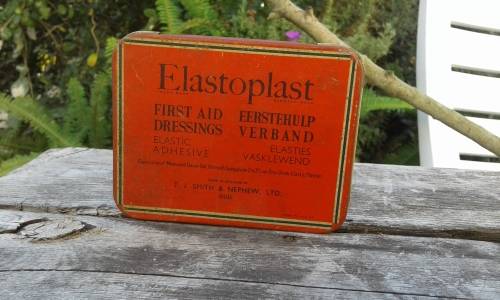 Elastoplast
FIRST AID EERSTEHULP
DRESSINGS VERBAND
ELASTIC ELASTIES
ADHESIVE VASKLEWEND
T. J. SMITH & NEPHEW, LTD.
HULL